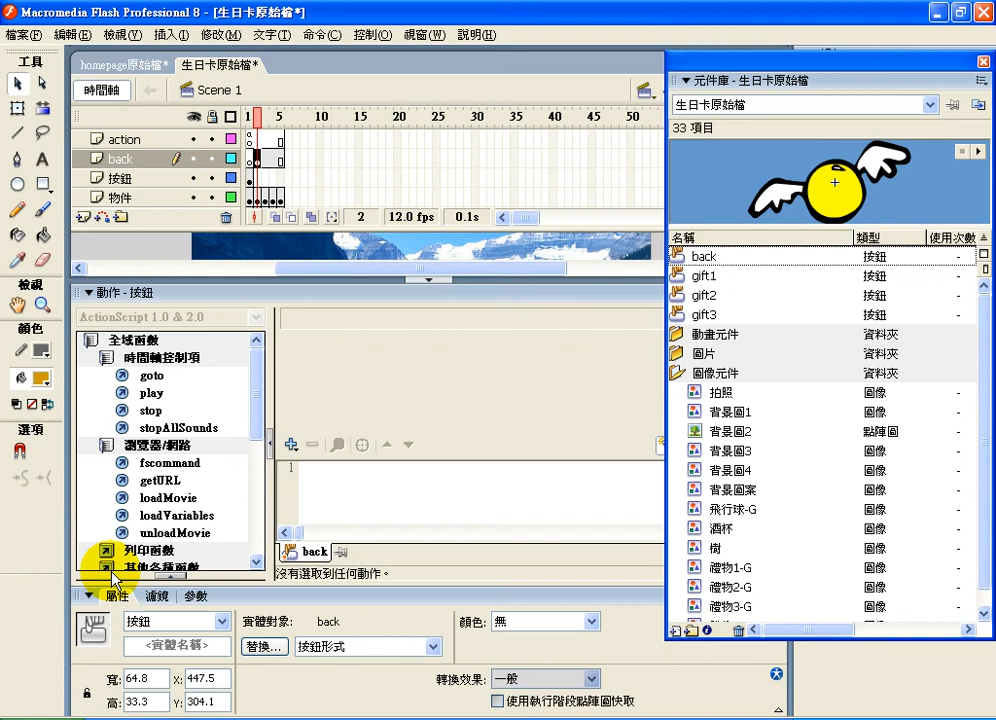 Macromedia Flash Professional 8 - [生日卡原始檔*]
檔案(F) 編輯(E) 檢視(V) 插入(I) 修改(M) 文字(T) 命令(C) 控制(O) 視窗(W) 說明(H)
工具
檢視
顏色
選項
homepage原始檔* 生日卡原始檔*
時間軸 Scene 1
1 5 10 15 20 25 30 35 40 45 50
action
back
按鈕
物件
2 12.0 fps 0.1s
動作 - 按鈕
ActionScript 1.0 & 2.0
全域函數
時間軸控制項
goto
play
stop
stopAllSounds
瀏覽器/網路
fscommand
getURL
loadMovie
loadVariables
unloadMovie
列印函數
其他各種函數
1
back
沒有選取到任何動作。
屬性 濾鏡 參數
按鈕 實體對象: back 顏色: 無
<實體名稱> 替換... 按鈕形式
寬: 64.8 X: 447.5 轉換效果: 一般
高: 33.3 Y: 304.1 使用執行階段點陣圖快取
元件庫 - 生日卡原始檔
生日卡原始檔
33 項目
名稱 類型 使用次數
back 按鈕 -
gift1 按鈕 -
gift2 按鈕 -
gift3 按鈕 -
動畫元件 資料夾
圖片 資料夾
圖像元件 資料夾
拍照 圖像 -
背景圖1 圖像 -
背景圖2 點陣圖 -
背景圖3 圖像 -
背景圖4 圖像 -
背景圖案 圖像 -
飛行球-G 圖像 -
酒杯 圖像 -
樹 圖像 -
禮物1-G 圖像 -
禮物2-G 圖像 -
禮物3-G 圖像 -